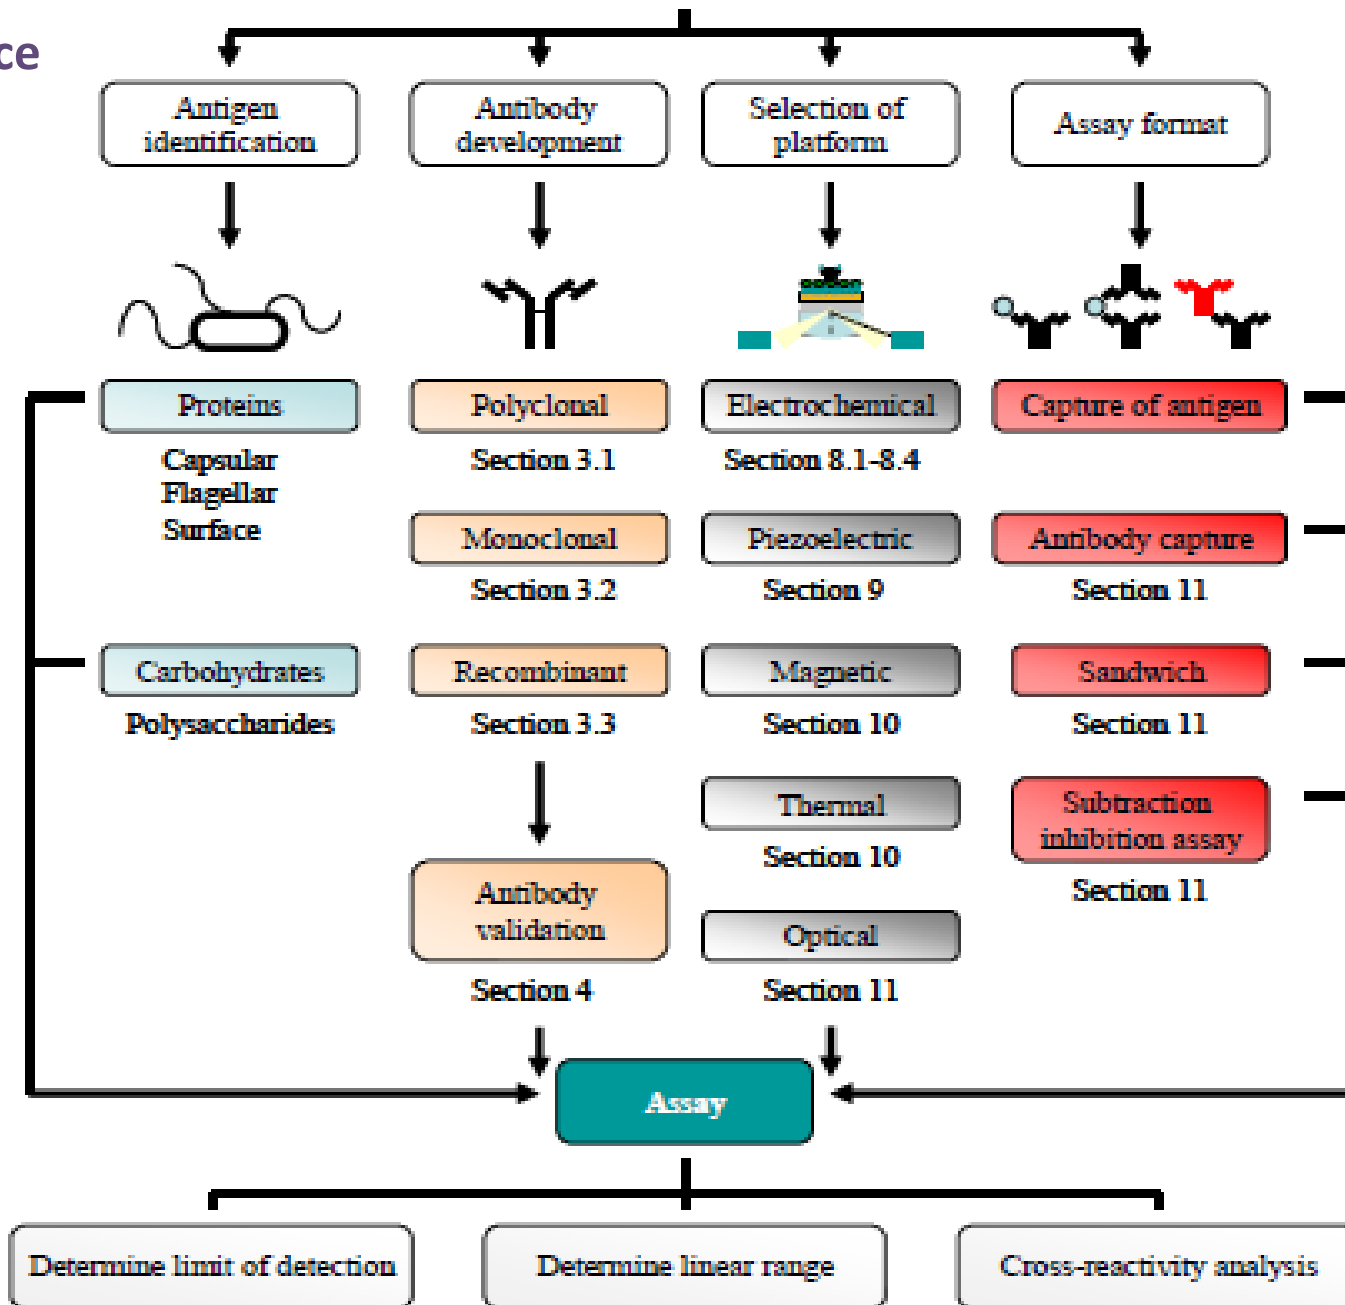 ce
Antigen
identification
Antibody
development
Selection of
platform
Assay format
Proteins
Capsular
Flagellar
Surface
Carbohydrates
Polysaccharides
Polyclonal
Section 3.1
Monoclonal
Section 3.2
Recombinant
Section 3.3
Antibody
validation
Section 4
Electrochemical
Section 8.1-8.4
Piezoelectric
Section 9
Magnetic
Section 10
Thermal
Section 10
Optical
Section 11
Capture of antigen
Antibody capture
Section 11
Sandwich
Section 11
Subtraction
inhibition assay
Section 11
Assay
Determine limit of detection
Determine linear range
Cross-reactivity analysis